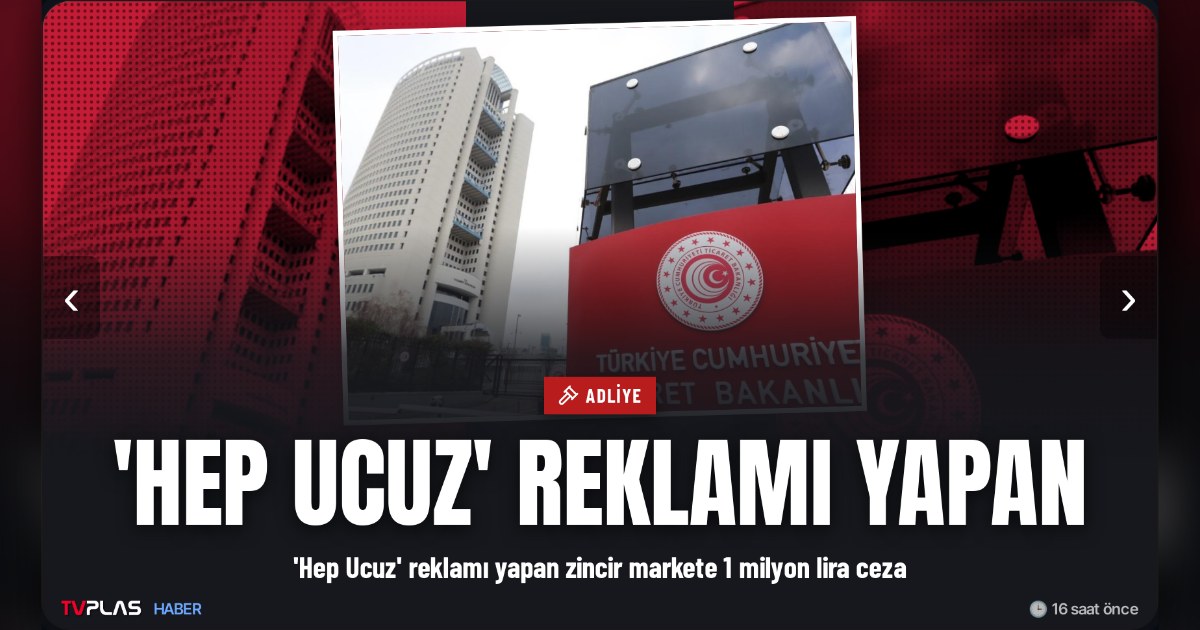 TÜRKİYE CUMHURİYE
RET BAKANLI
ADLİYE
'HEP UCUZ' REKLAMI YAPAN
'Hep Ucuz' reklamı yapan zincir markete 1 milyon lira ceza
TVPLAS HABER
16 saat önce